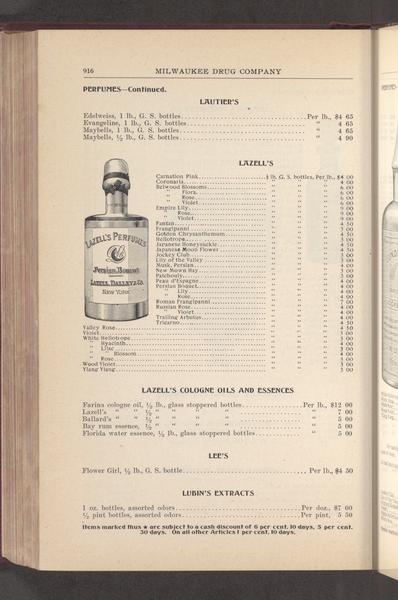 916 MILWAUKEE DRUG COMPANY
PERFUMES—Continued.
LAUTIER'S
Edelweiss, 1 lb., G. S. bottles Per lb., $4 65
Evangeline, 1 lb., G. S. bottles " 4 65
Maybells, 1 lb., G. S. bottles " 4 65
Maybells, ½ lb., G. S. bottles " 4 90
LAZELL'S
Carnation Pink ½ lb. G. S. bottles, Per lb., $4 00
Coronaria " " " 4 00
Belwood Blossoms " " " 6 00
" Flora " " " 6 00
" Rose " " " 6 00
" Violet " " " 6 00
Empire Lily " " " 9 00
" Rose " " " 9 00
" Violet " " " 9 00
Fantan " " " 4 50
Frangipanni " " " 3 00
Golden Chrysanthemum " " " 4 50
Heliotrope " " " 3 00
Japanese Honeysuckle " " " 4 50
Japanese Mood Flower " " " 4 50
Jockey Club " " " 3 00
Lily of the Valley " " " 3 00
Musk, Persian " " " 4 00
New Mown Hay " " " 3 00
Patchouly " " " 3 00
Peau d'Espagne " " " 4 00
Persian Boquet " " " 4 00
" Lily " " " 4 00
" Rose " " " 4 00
Roman Frangipanni " " " 7 00
Russian Rose " " " 4 00
" Violet " " " 4 00
Trailing Arbutus " " " 4 00
Tricarno " " " 4 50
Valley Rose " " " 4 50
Violet " " " 3 00
White Heliotrope " " " 3 00
" Hyacinth " " " 4 00
" Lilac " " " 3 00
" " Blossom " " " 4 00
" Rose " " " 3 00
Wood Violet " " " 3 00
Ylang Ylang " " " 3 00
LAZELL'S PERFUMES
Persian Bouquet
LAZELL, DALLEY & CO.
New York
LAZELL'S COLOGNE OILS AND ESSENCES
Farina cologne oil, ½ lb., glass stoppered bottles Per lb., $12 00
Lazell's " " ½ " " " " " 7 00
Ballard's " " ½ " " " " " 5 00
Bay rum essence, ½ " " " " " 5 00
Florida water essence, ½ lb., glass stoppered bottles " 5 00
LEE'S
Flower Girl, ½ lb., G. S. bottle Per lb., $4 50
LUBIN'S EXTRACTS
1 oz. bottles, assorted odors Per doz., $7 00
½ pint bottles, assorted odors Per pint, 5 50
Items marked thus ★ are subject to a cash discount of 6 per cent. 10 days, 5 per cent.
30 days. On all other Articles 1 per cent. 10 days.